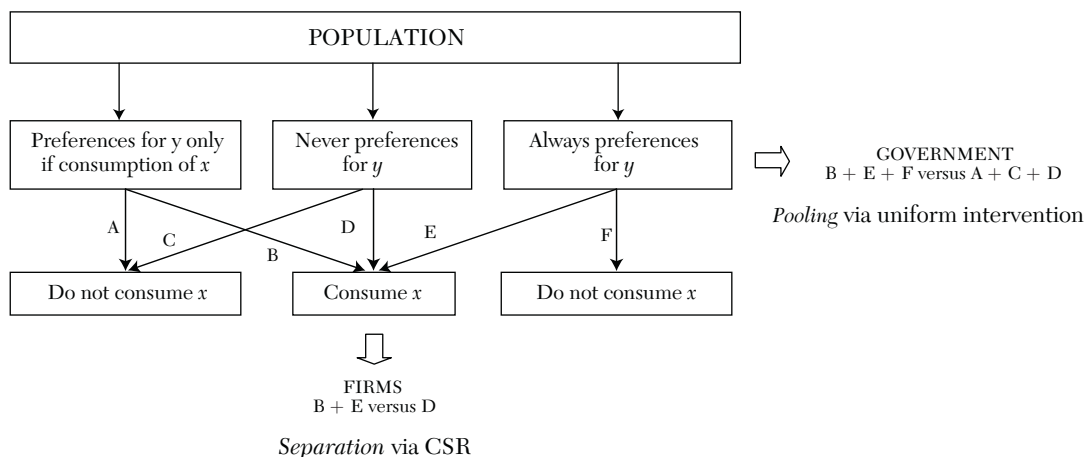 POPULATION
Preferences for y only
if consumption of x
Never preferences
for y
Always preferences
for y
GOVERNMENT
B + E + F versus A + C + D
Pooling via uniform intervention
A
C
B
D
E
F
Do not consume x
Consume x
Do not consume x
FIRMS
B + E versus D
Separation via CSR